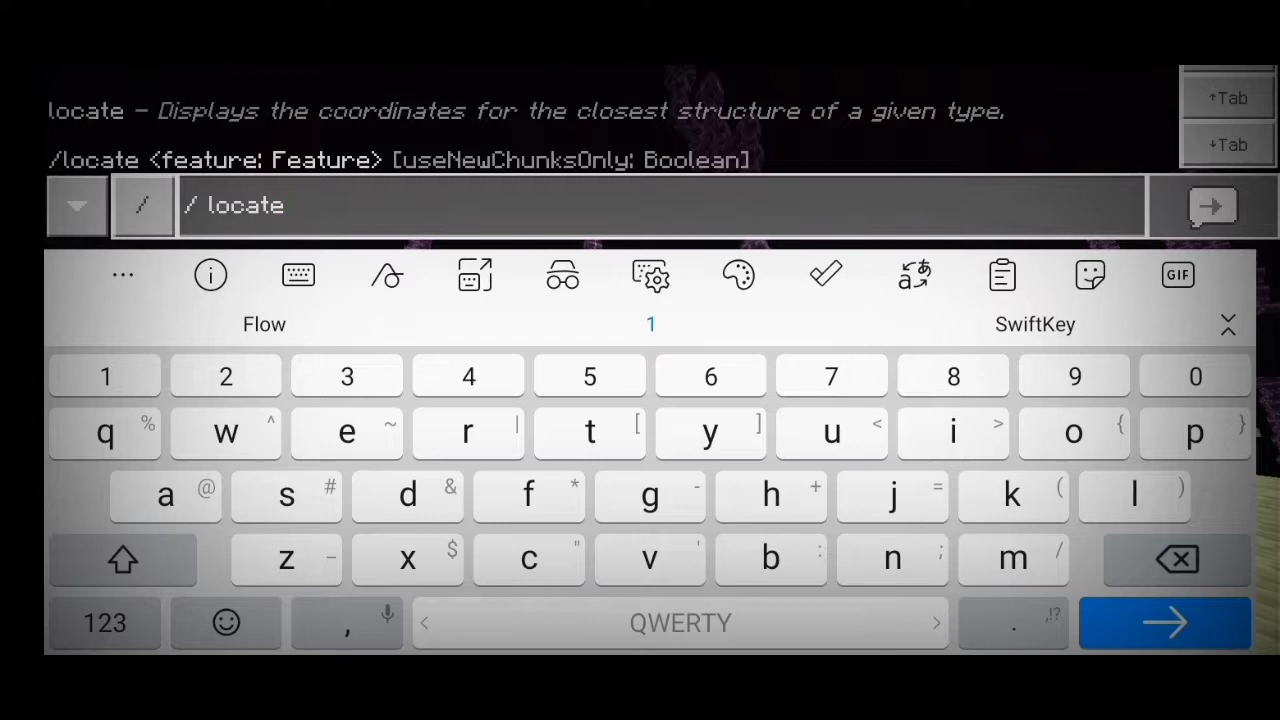 ↑Tab
locate – Displays the coordinates for the closest structure of a given type.
↓Tab
/locate <feature: Feature> [useNewChunksOnly: Boolean]
/ / locate
GIF
Flow 1 SwiftKey
1 2 3 4 5 6 7 8 9 0
q % w ^ e ~ r | t [ y ] u < i > o { p }
a @ s # d & f * g - h + j = k ( l )
z _ x $ c " v ' b : n ; m /
123 , < QWERTY > . ,!?